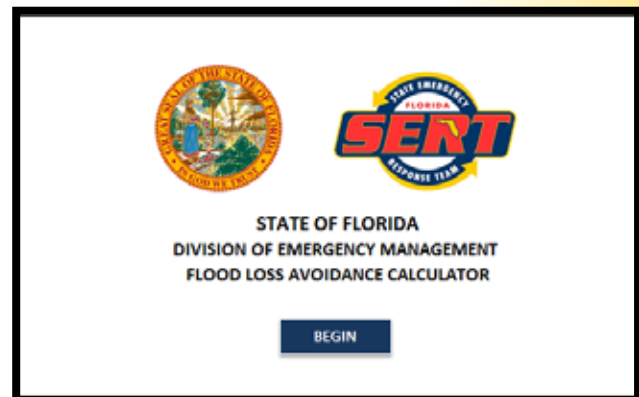 GREAT SEAL OF THE STATE OF FLORIDA
IN GOD WE TRUST
STATE EMERGENCY
FLORIDA
SERT
RESPONSE TEAM
STATE OF FLORIDA
DIVISION OF EMERGENCY MANAGEMENT
FLOOD LOSS AVOIDANCE CALCULATOR
BEGIN